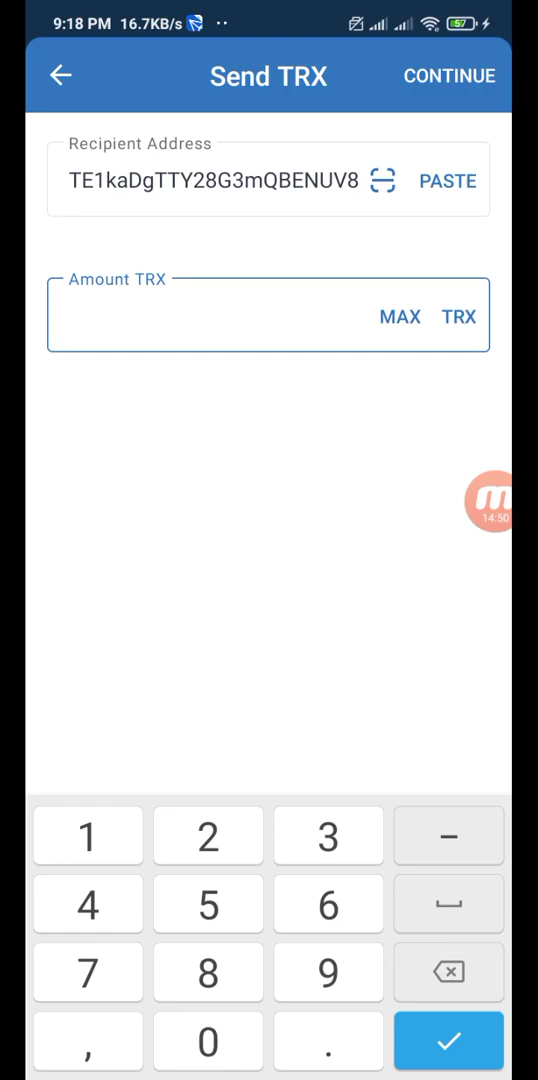 9:18 PM 16.7KB/s
57
Send TRX
CONTINUE
Recipient Address
TE1kaDgTTY28G3mQBENUV8
PASTE
Amount TRX
MAX TRX
m
14:50
1 2 3 -
4 5 6
7 8 9
, 0 .